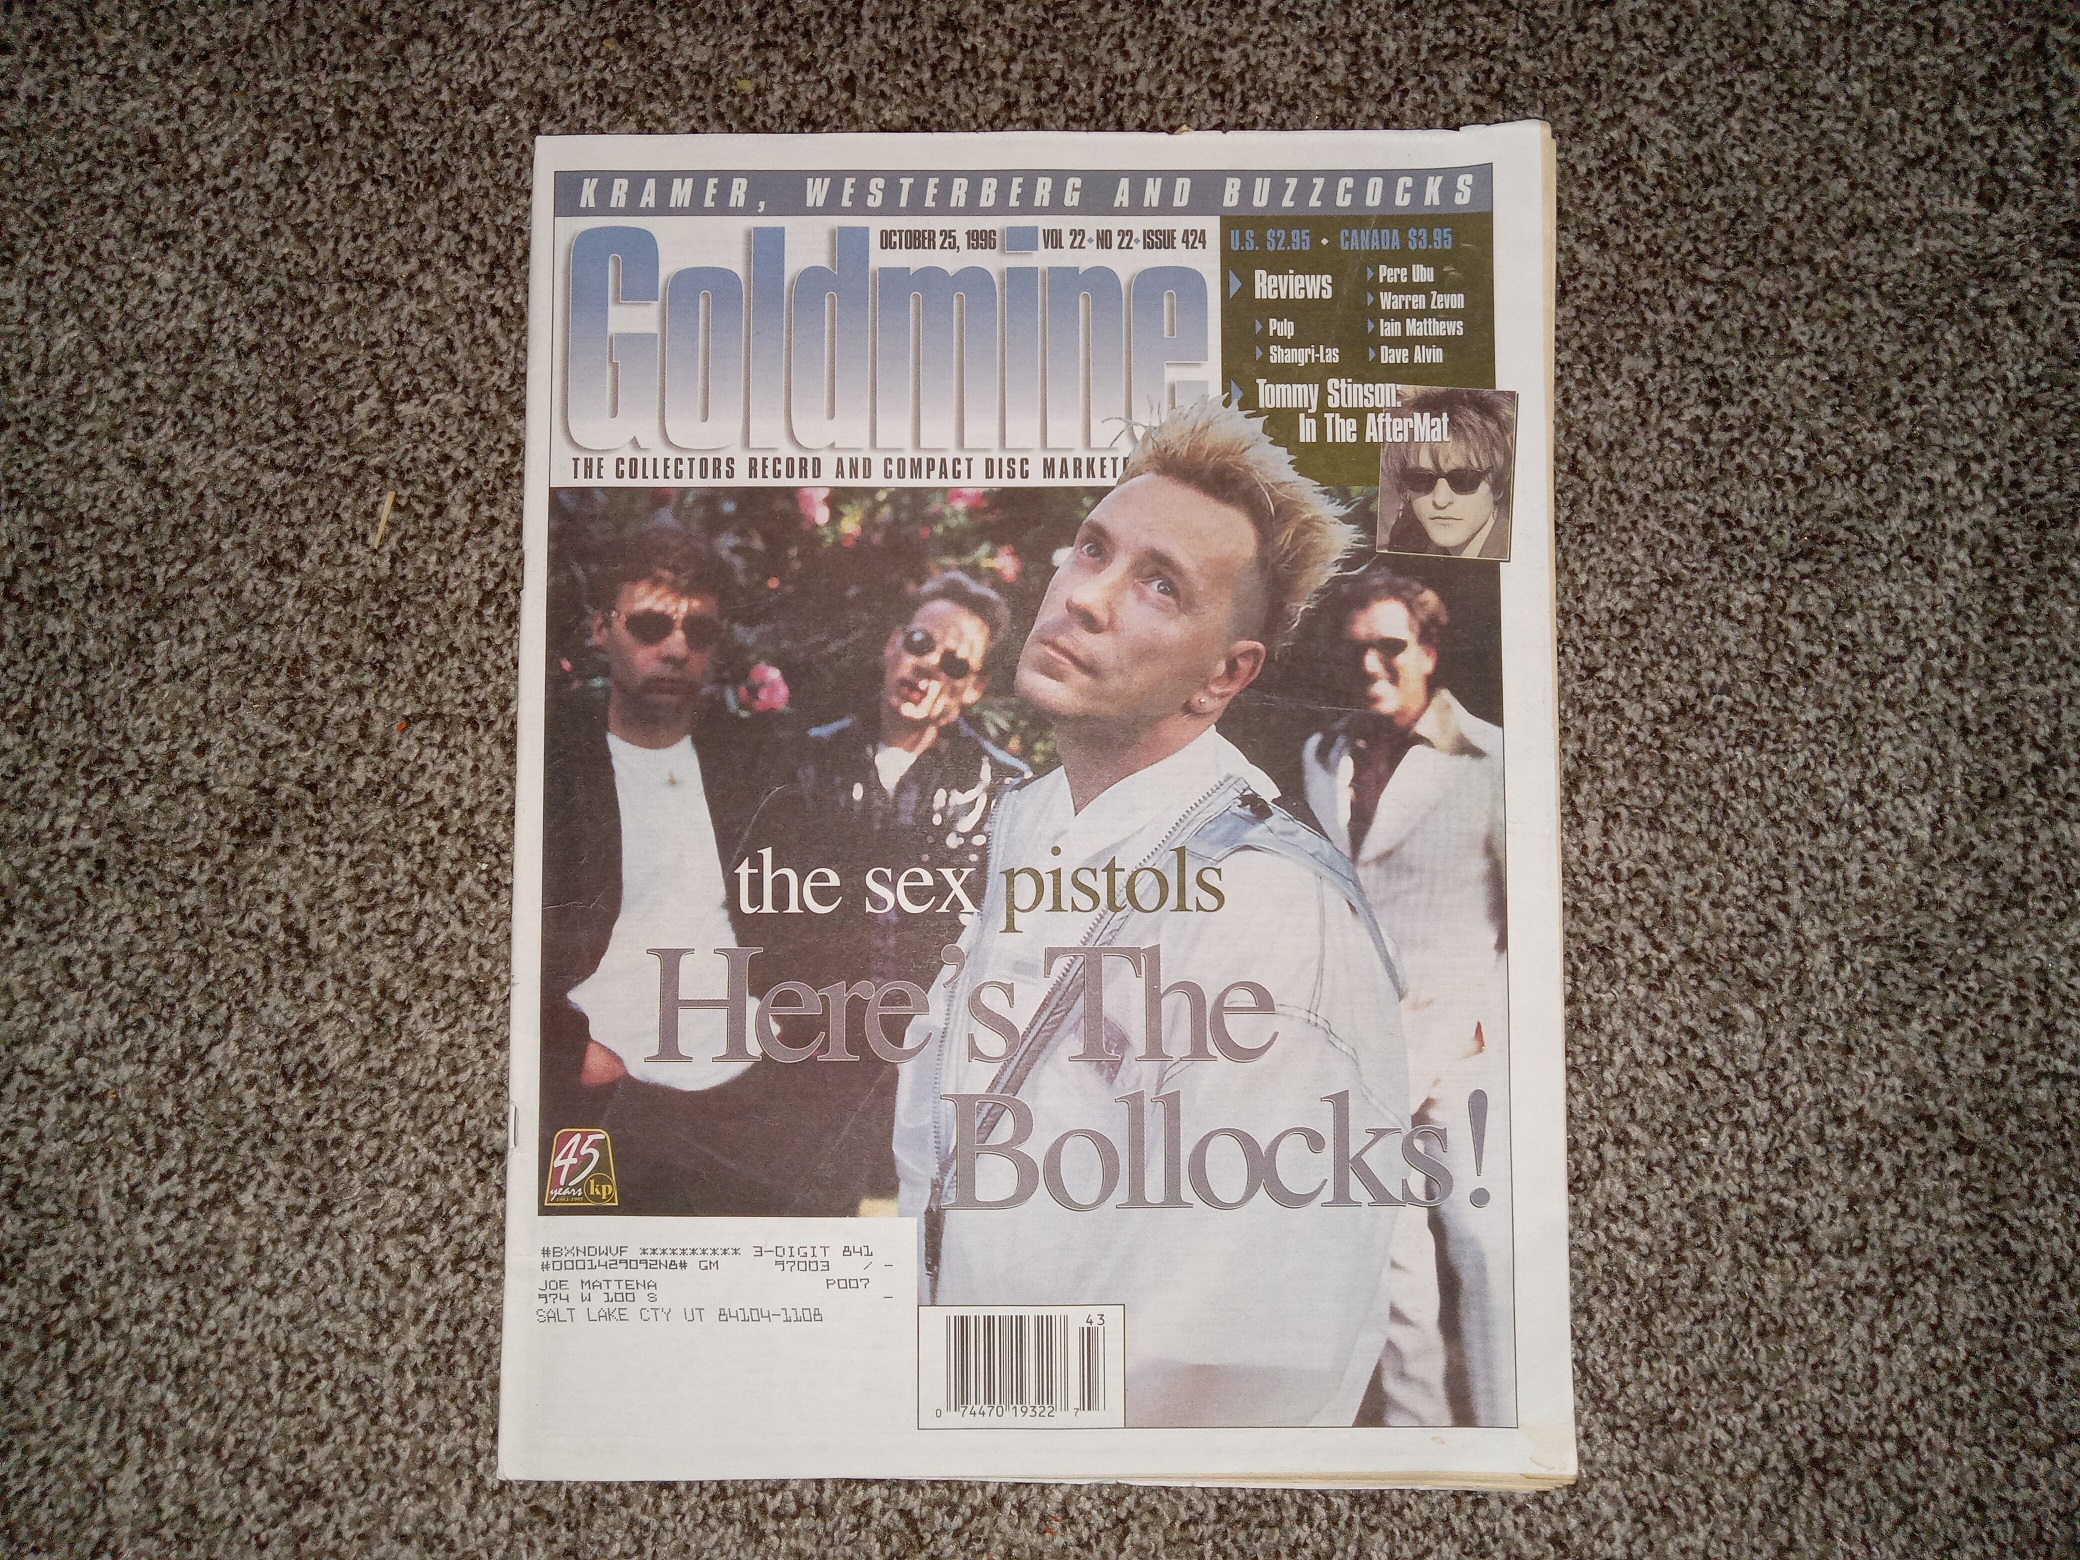 KRAMER, WESTERBERG AND BUZZCOCKS
Goldmine
OCTOBER 25, 1996 VOL 22 • NO 22 • ISSUE 424
THE COLLECTORS RECORD AND COMPACT DISC MARKETP
U.S. $2.95 • CANADA $3.95
Reviews
Pulp
Shangri-Las
Pere Ubu
Warren Zevon
Iain Matthews
Dave Alvin
Tommy Stinson:
In The AfterMat
the sex pistols
Here's The
Bollocks!
45
years
kp
#BXNDWVF ********** 3-DIGIT 841
#0001429092N8# GM 97003 / -
JOE MATTENA P007
974 W 100 S -
SALT LAKE CTY UT 84104-1108
43
0 74470 19322 7